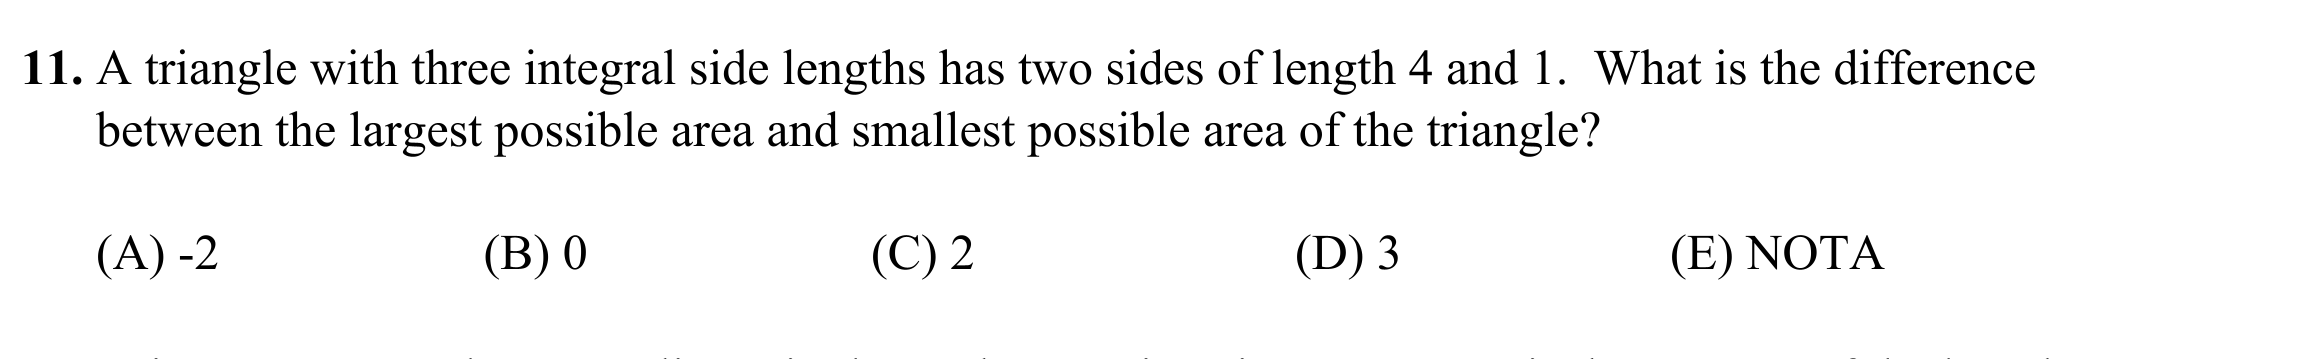 11. A triangle with three integral side lengths has two sides of length 4 and 1. What is the difference
between the largest possible area and smallest possible area of the triangle?
(A) -2 (B) 0 (C) 2 (D) 3 (E) NOTA